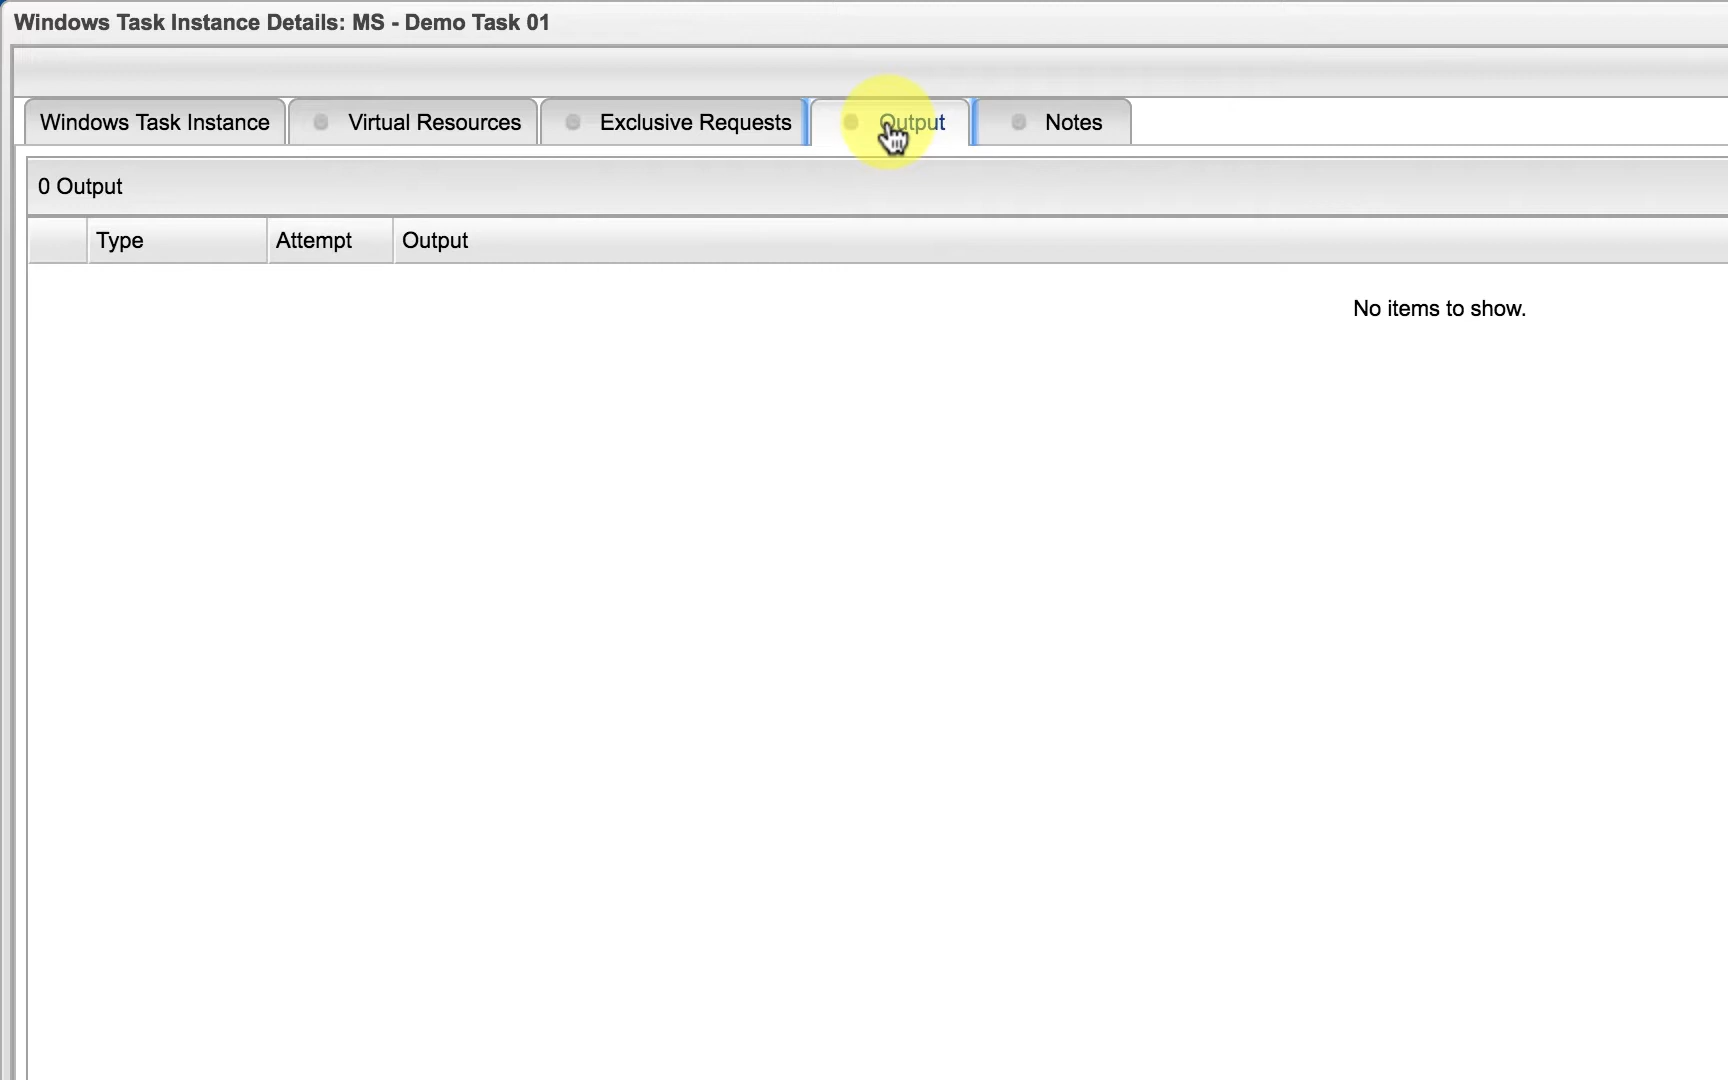 Windows Task Instance Details: MS - Demo Task 01
Windows Task Instance
Virtual Resources
Exclusive Requests
Output
Notes
0 Output
Type
Attempt
Output
No items to show.